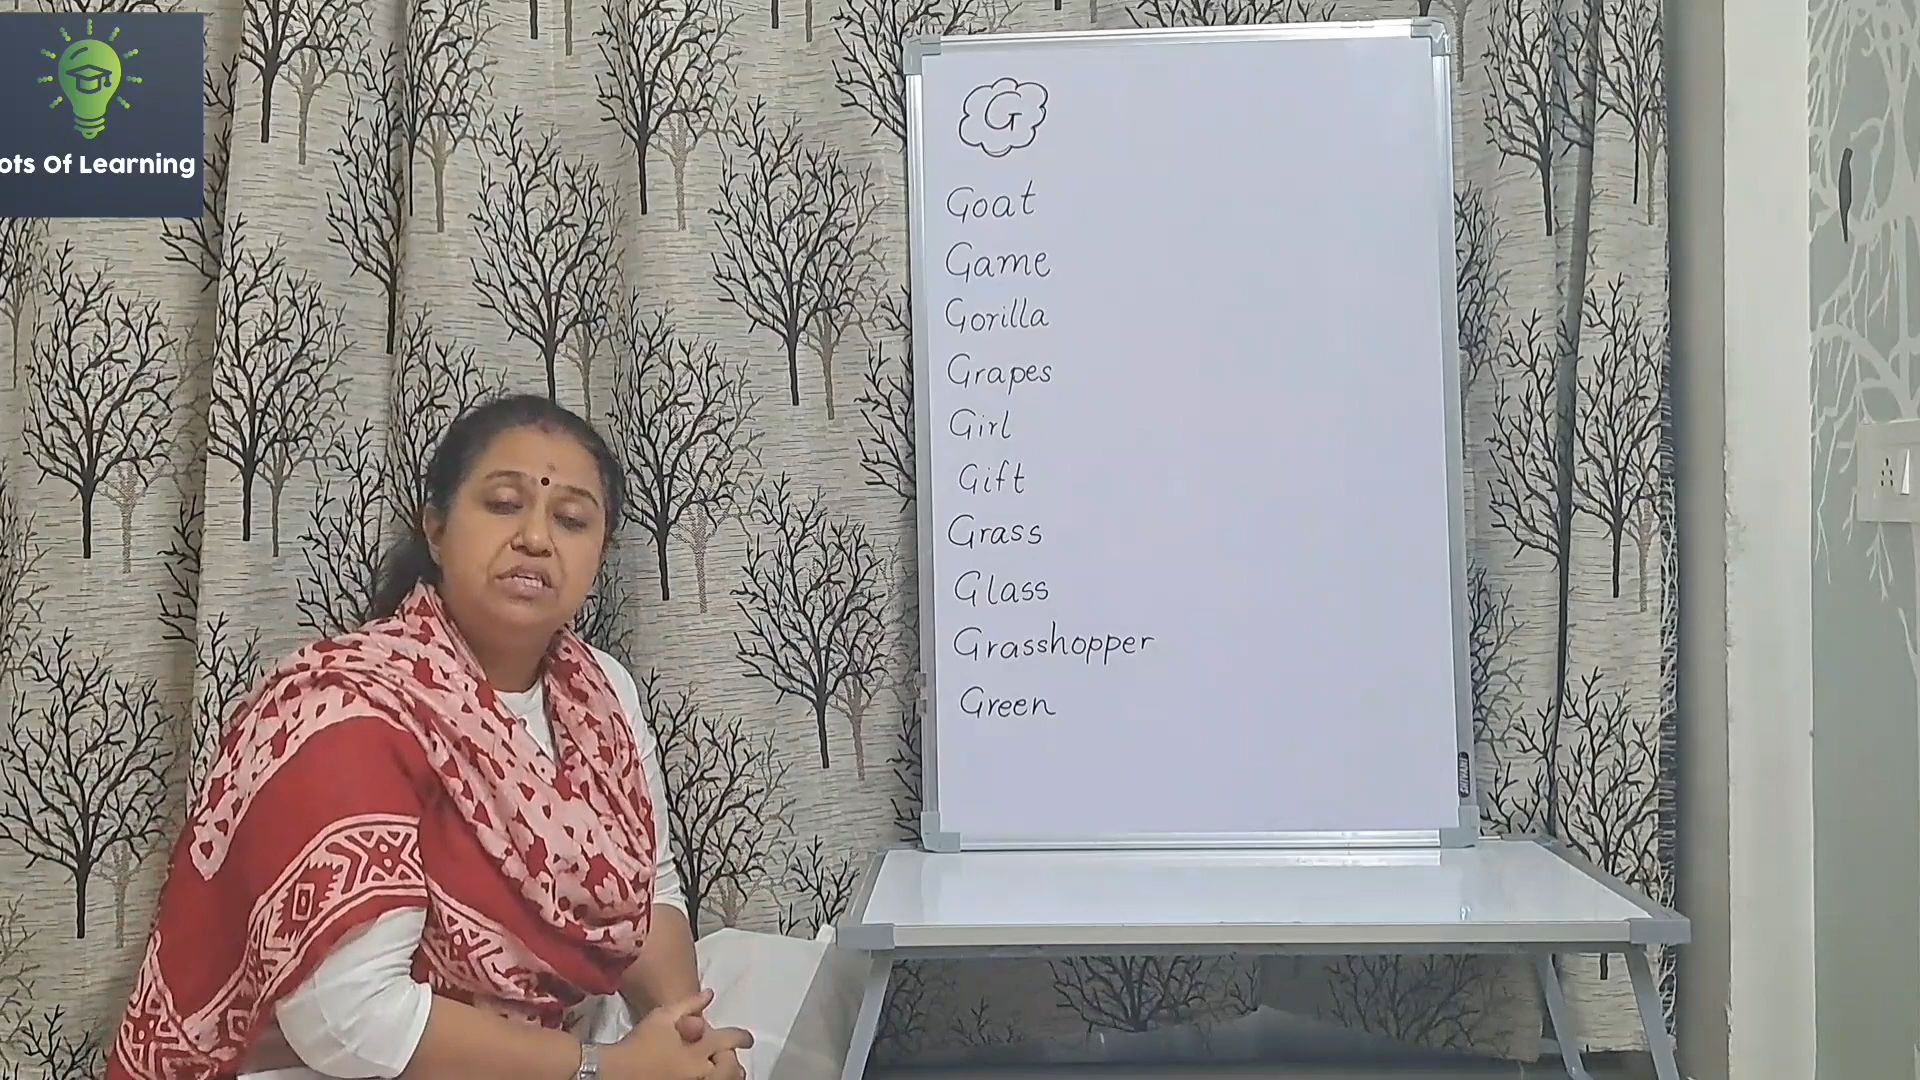 ots Of Learning
G
Goat
Game
Gorilla
Grapes
Girl
Gift
Grass
Glass
Grasshopper
Green